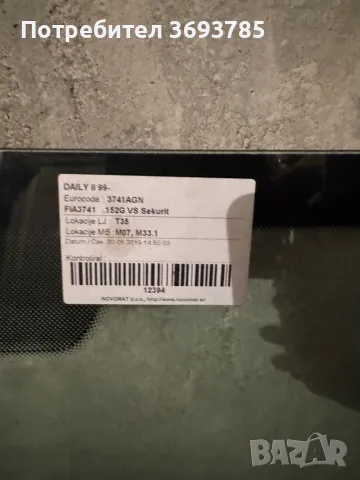 Потребител 3693785
DAILY II 99-
Eurocode : 3741AGN
FIA3741 .152G VS Sekurit
Lokacije LJ : T35
Lokacije MB : M07, M33.1
Datum / Čas 20.05.2019 14:50:03
Kontroliral
12394
NOVOMAT d.o.o., http://www.novomat.si
BAZAR
bg